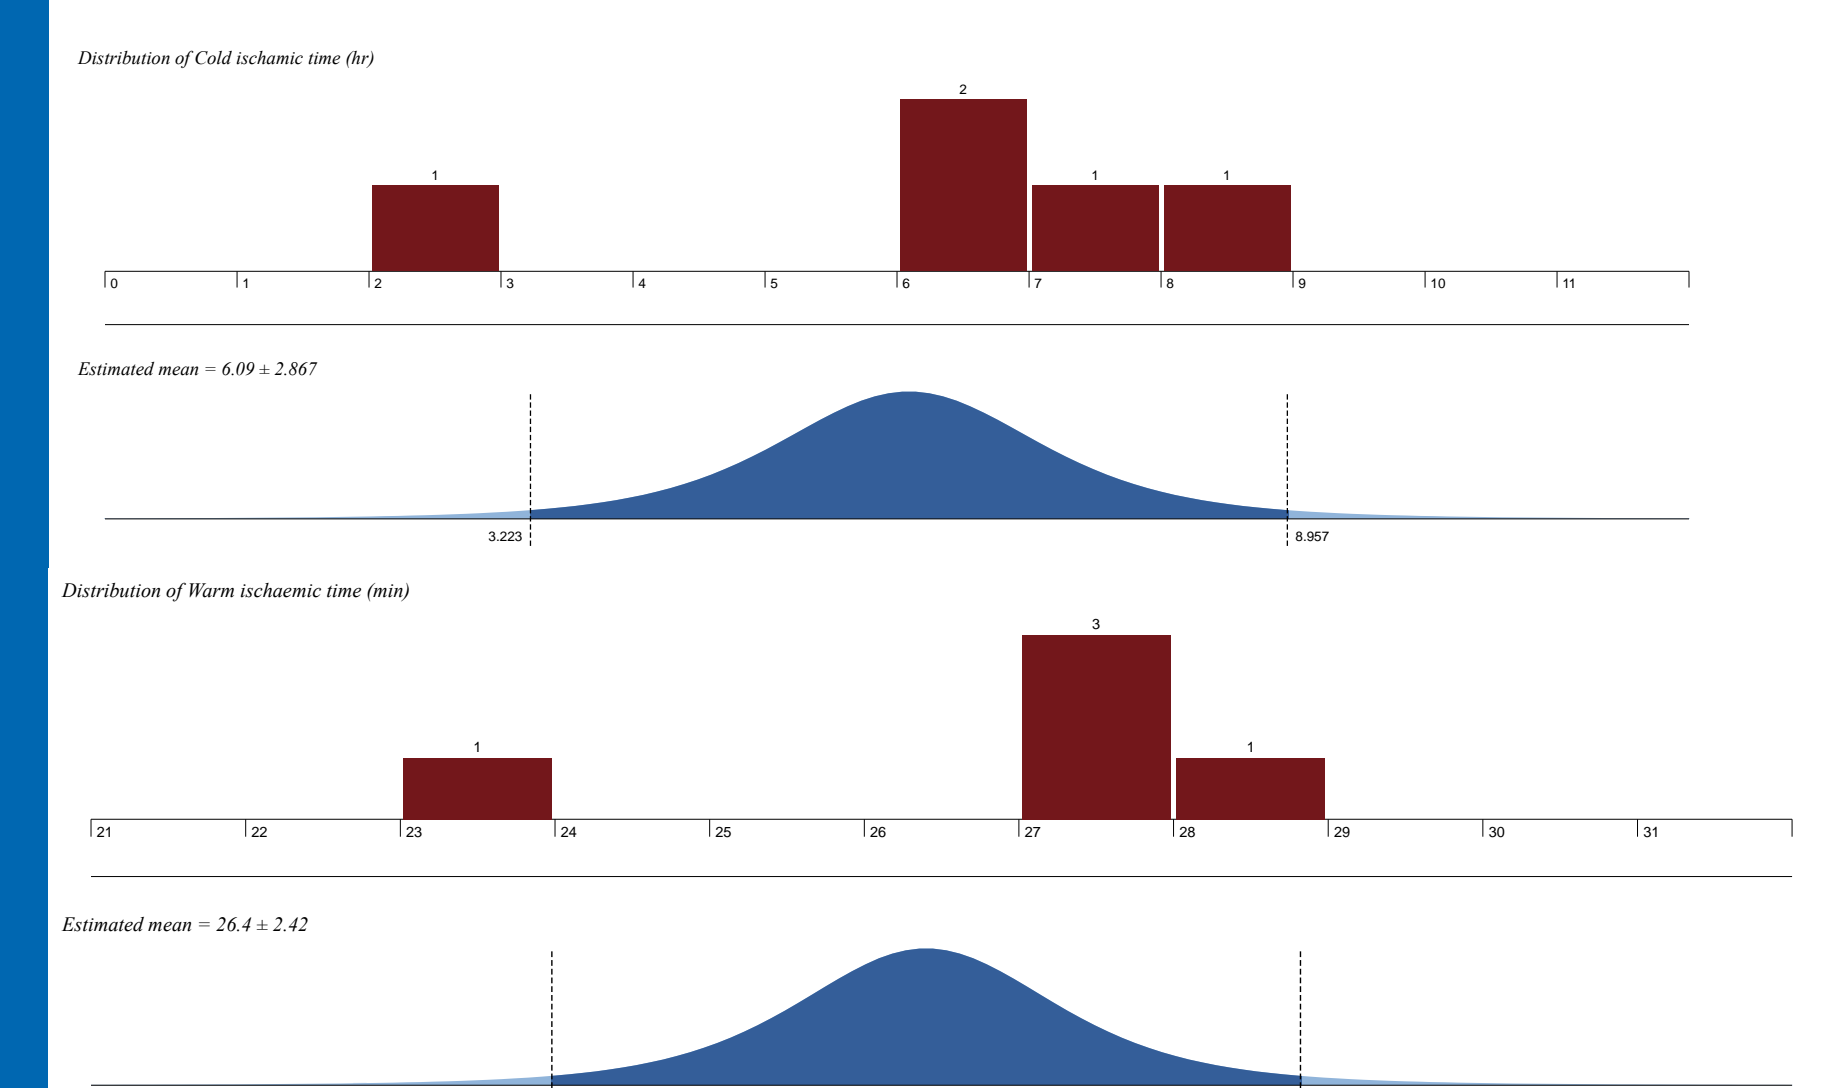 Distribution of Cold ischamic time (hr)
2
1
1 1
0 1 2 3 4 5 6 7 8 9 10 11
Estimated mean = 6.09 ± 2.867
3.223 8.957
Distribution of Warm ischaemic time (min)
3
1 1
21 22 23 24 25 26 27 28 29 30 31
Estimated mean = 26.4 ± 2.42